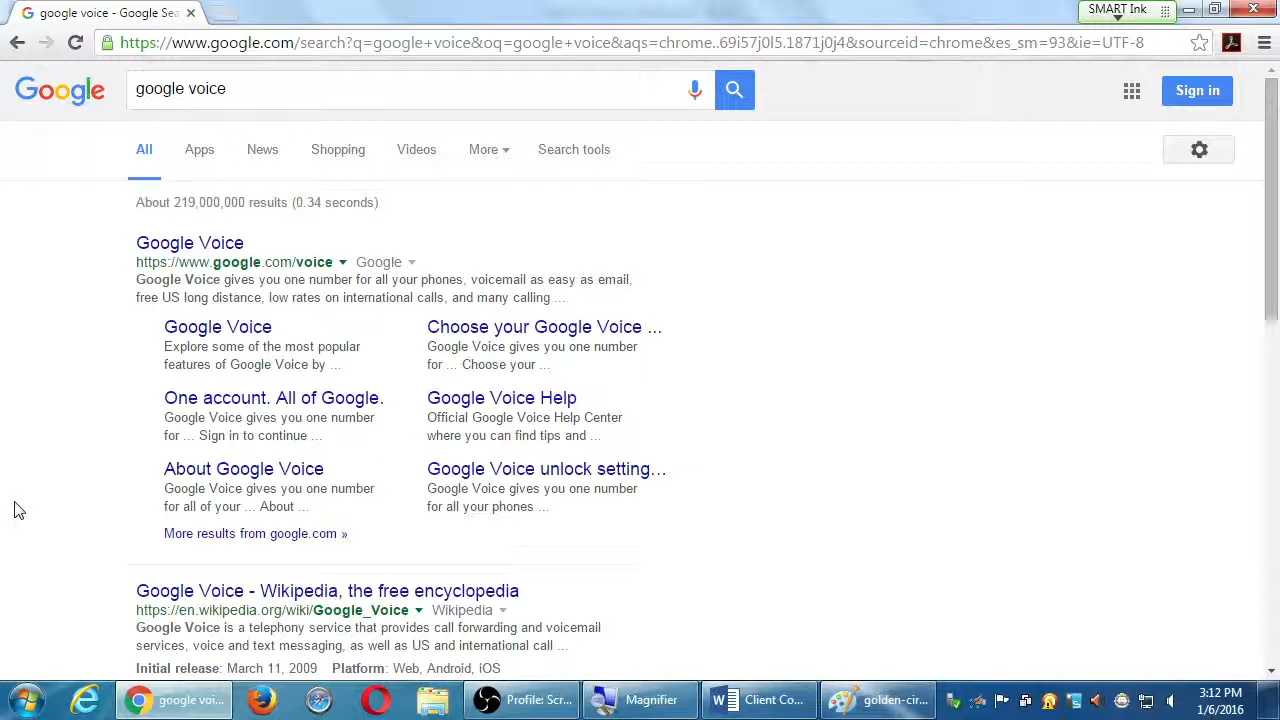 google voice - Google Sea
SMART Ink
https://www.google.com/search?q=google+voice&oq=google+voice&aqs=chrome..69i57j0l5.1871j0j4&sourceid=chrome&es_sm=93&ie=UTF-8
Google
google voice
Sign in
All
Apps
News
Shopping
Videos
More
Search tools
About 219,000,000 results (0.34 seconds)
Google Voice
https://www.google.com/voice Google
Google Voice gives you one number for all your phones, voicemail as easy as email,
free US long distance, low rates on international calls, and many calling ...
Google Voice
Explore some of the most popular
features of Google Voice by ...
Choose your Google Voice ...
Google Voice gives you one number
for ... Choose your ...
One account. All of Google.
Google Voice gives you one number
for ... Sign in to continue ...
Google Voice Help
Official Google Voice Help Center
where you can find tips and ...
About Google Voice
Google Voice gives you one number
for all of your ... About ...
Google Voice unlock setting...
Google Voice gives you one number
for all your phones ...
More results from google.com »
Google Voice - Wikipedia, the free encyclopedia
https://en.wikipedia.org/wiki/Google_Voice Wikipedia
Google Voice is a telephony service that provides call forwarding and voicemail
services, voice and text messaging, as well as US and international call ...
Initial release: March 11, 2009 Platform: Web, Android, iOS
google voi...
Profile: Scr...
Magnifier
Client Co...
golden-cir...
3:12 PM
1/6/2016